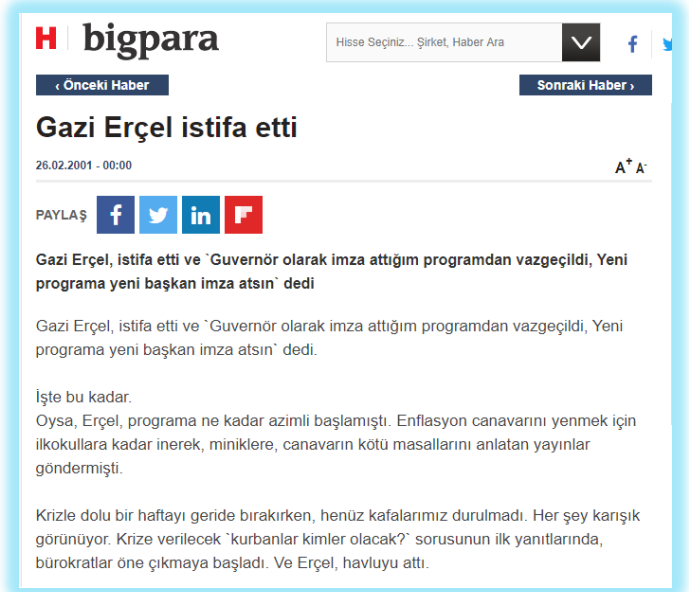 H bigpara
Hisse Seçiniz... Şirket, Haber Ara
‹ Önceki Haber
Sonraki Haber ›
Gazi Erçel istifa etti
26.02.2001 - 00:00
A+ A-
PAYLAŞ
Gazi Erçel, istifa etti ve `Guvernör olarak imza attığım programdan vazgeçildi, Yeni
programa yeni başkan imza atsın` dedi
Gazi Erçel, istifa etti ve `Guvernör olarak imza attığım programdan vazgeçildi, Yeni
programa yeni başkan imza atsın` dedi.
İşte bu kadar.
Oysa, Erçel, programa ne kadar azimli başlamıştı. Enflasyon canavarını yenmek için
ilkokullara kadar inerek, miniklere, canavarın kötü masallarını anlatan yayınlar
göndermişti.
Krizle dolu bir haftayı geride bırakırken, henüz kafalarımız durulmadı. Her şey karışık
görünüyor. Krize verilecek `kurbanlar kimler olacak?` sorusunun ilk yanıtlarında,
bürokratlar öne çıkmaya başladı. Ve Erçel, havluyu attı.